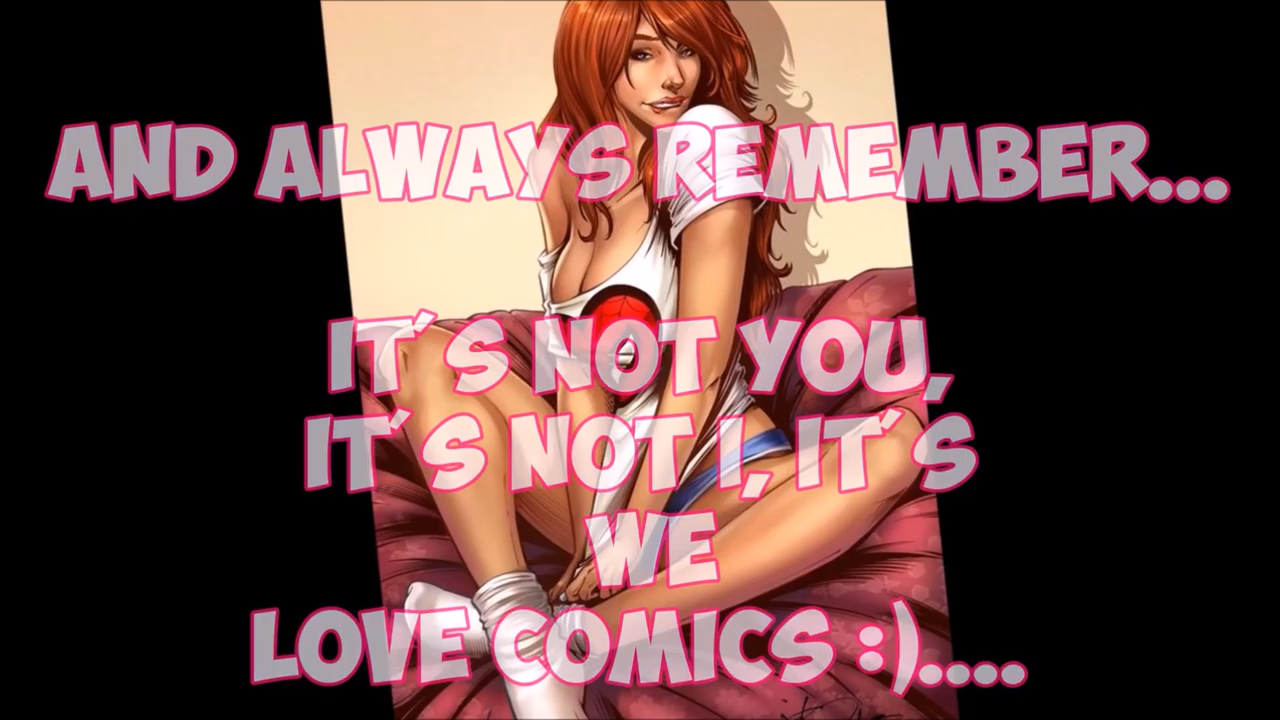 AND ALWAYS REMEMBER...
IT'S NOT YOU,
IT'S NOT I, IT'S
WE
LOVE COMICS :)....